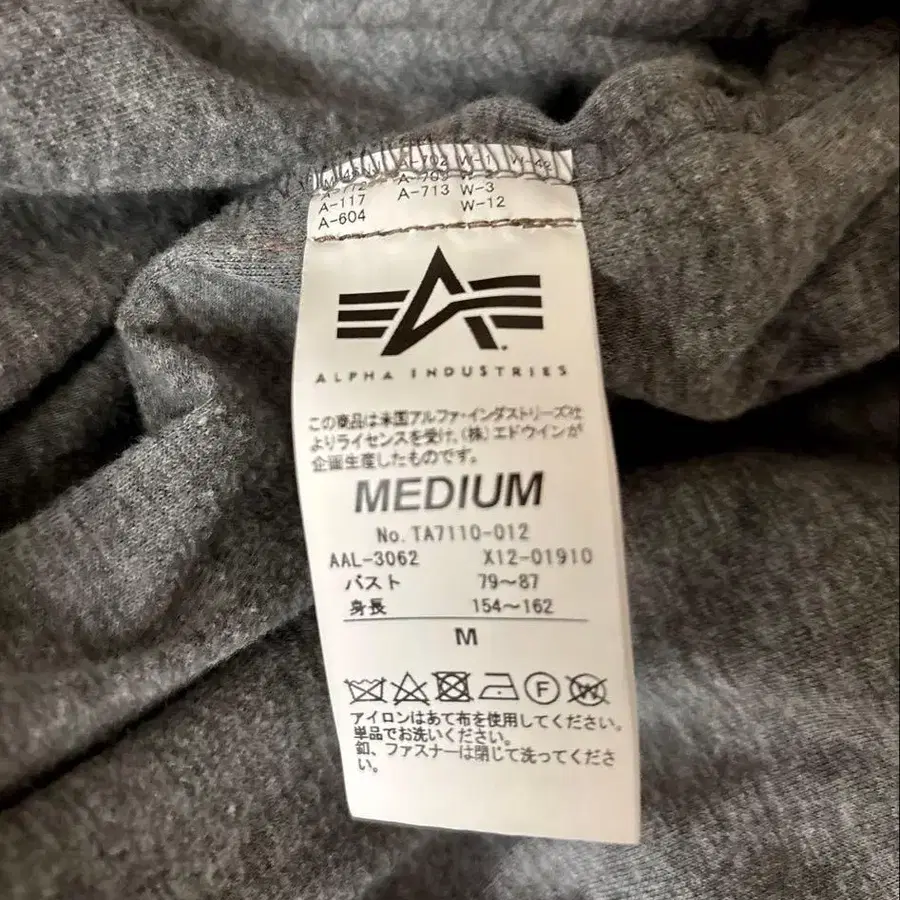 A-702 W-1 W-42
A-112 A-709
A-117 A-713 W-3
A-604 W-12
ALPHA INDUSTRIES
この商品は米国アルファ・インダストリーズ社
よりライセンスを受け、(株)エドウインが
企画生産したものです。
MEDIUM
No. TA7110-012
AAL-3062 X12-01910
バスト 79～87
身長 154～162
M
F W
アイロンはあて布を使用してください。
単品でお洗いください。
釦、ファスナーは閉じて洗ってくださ
い。